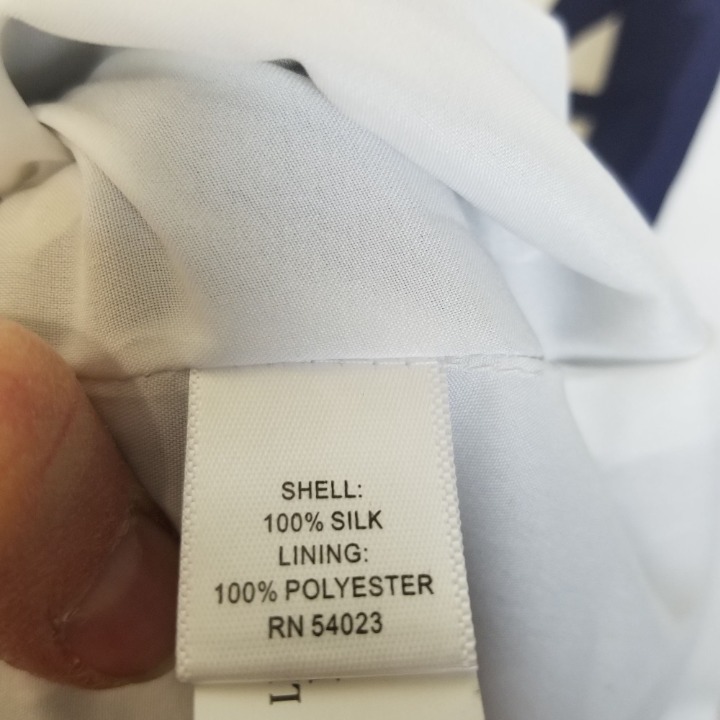 SHELL:
100% SILK
LINING:
100% POLYESTER
RN 54023